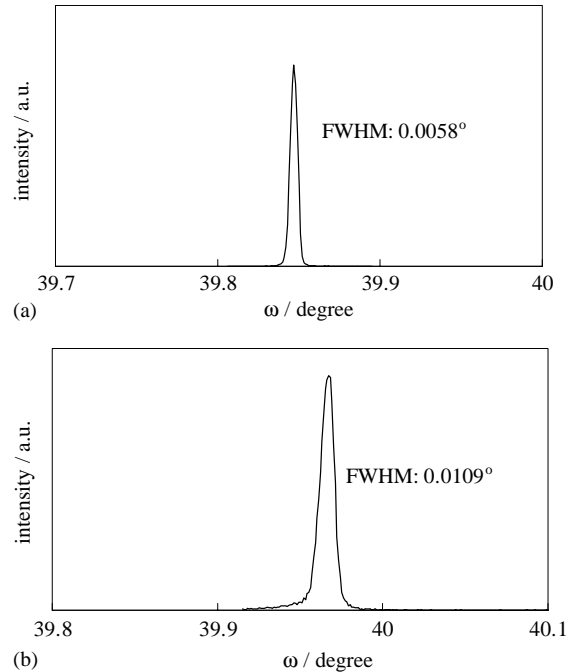 intensity / a.u.
FWHM: 0.0058°
39.7 39.8 39.9 40
(a)
ω / degree
intensity / a.u.
FWHM: 0.0109°
39.8 39.9 40 40.1
(b)
ω / degree